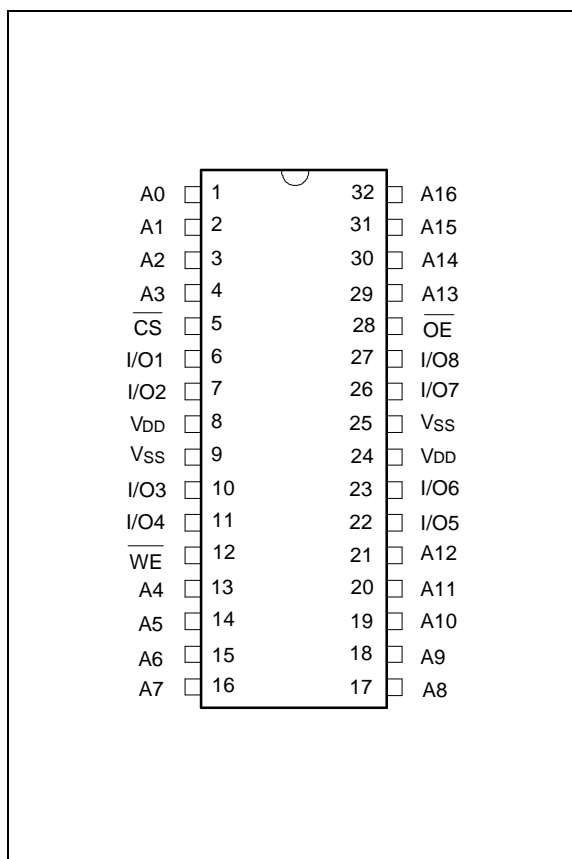 A0 1 32 A16
A1 2 31 A15
A2 3 30 A14
A3 4 29 A13
C̅S̅ 5 28 O̅E̅
I/O1 6 27 I/O8
I/O2 7 26 I/O7
VDD 8 25 VSS
VSS 9 24 VDD
I/O3 10 23 I/O6
I/O4 11 22 I/O5
W̅E̅ 12 21 A12
A4 13 20 A11
A5 14 19 A10
A6 15 18 A9
A7 16 17 A8